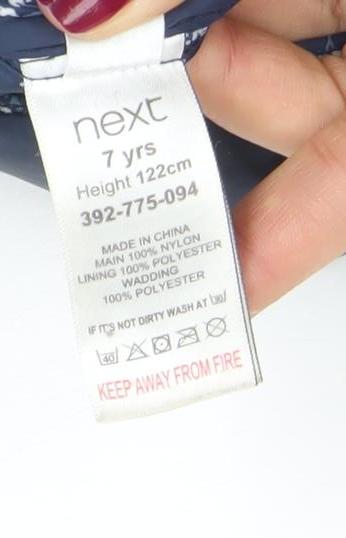 next
7 yrs
Height 122cm
392-775-094
MADE IN CHINA
MAIN 100% NYLON
LINING 100% POLYESTER
WADDING
100% POLYESTER
IF IT'S NOT DIRTY WASH AT 30
40
KEEP AWAY FROM FIRE